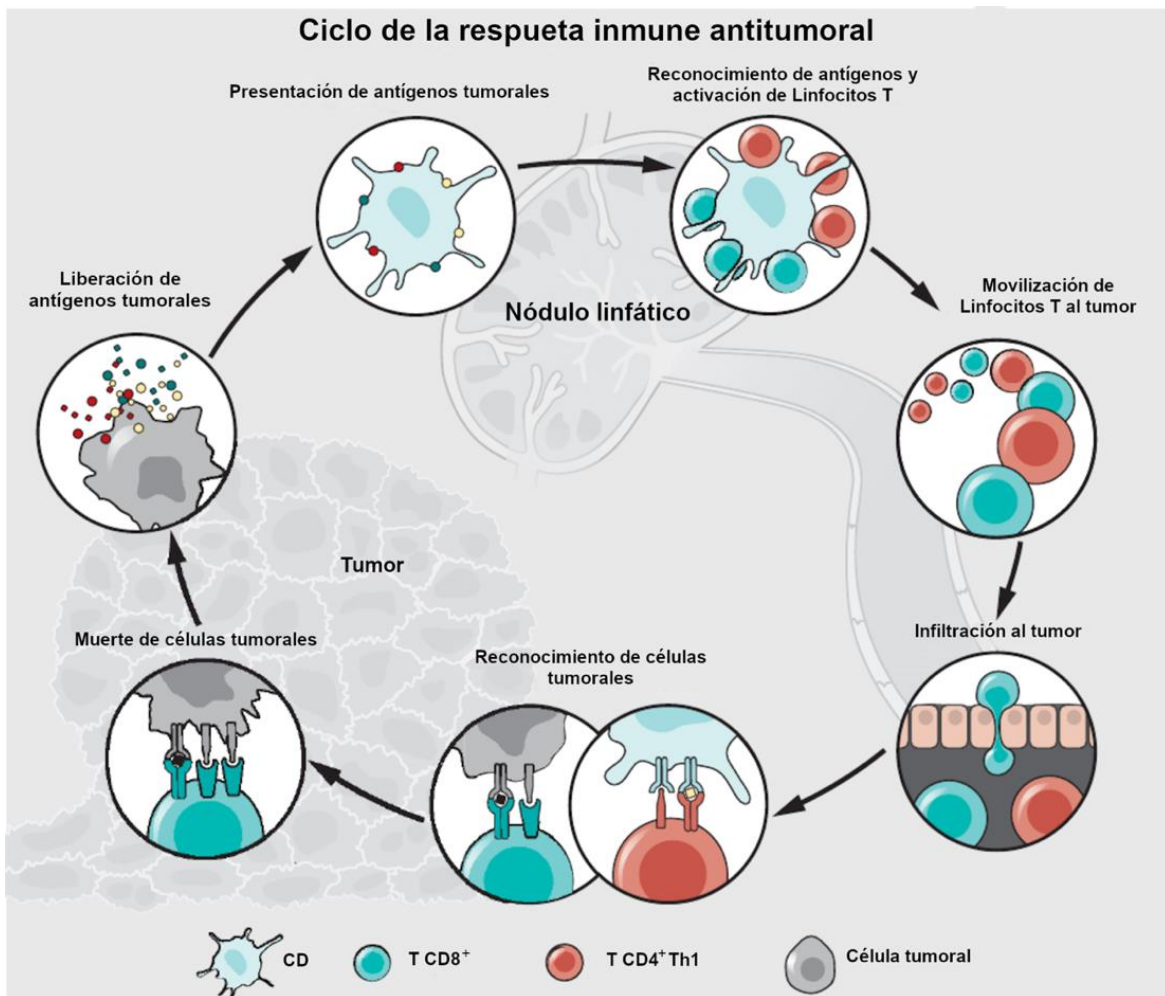 Ciclo de la respueta inmune antitumoral
Presentación de antígenos tumorales
Reconocimiento de antígenos y
activación de Linfocitos T
Liberación de
antígenos tumorales
Nódulo linfático
Movilización de
Linfocitos T al tumor
Tumor
Infiltración al tumor
Muerte de células tumorales
Reconocimiento de células
tumorales
CD
T CD8⁺
T CD4⁺ Th1
Célula tumoral